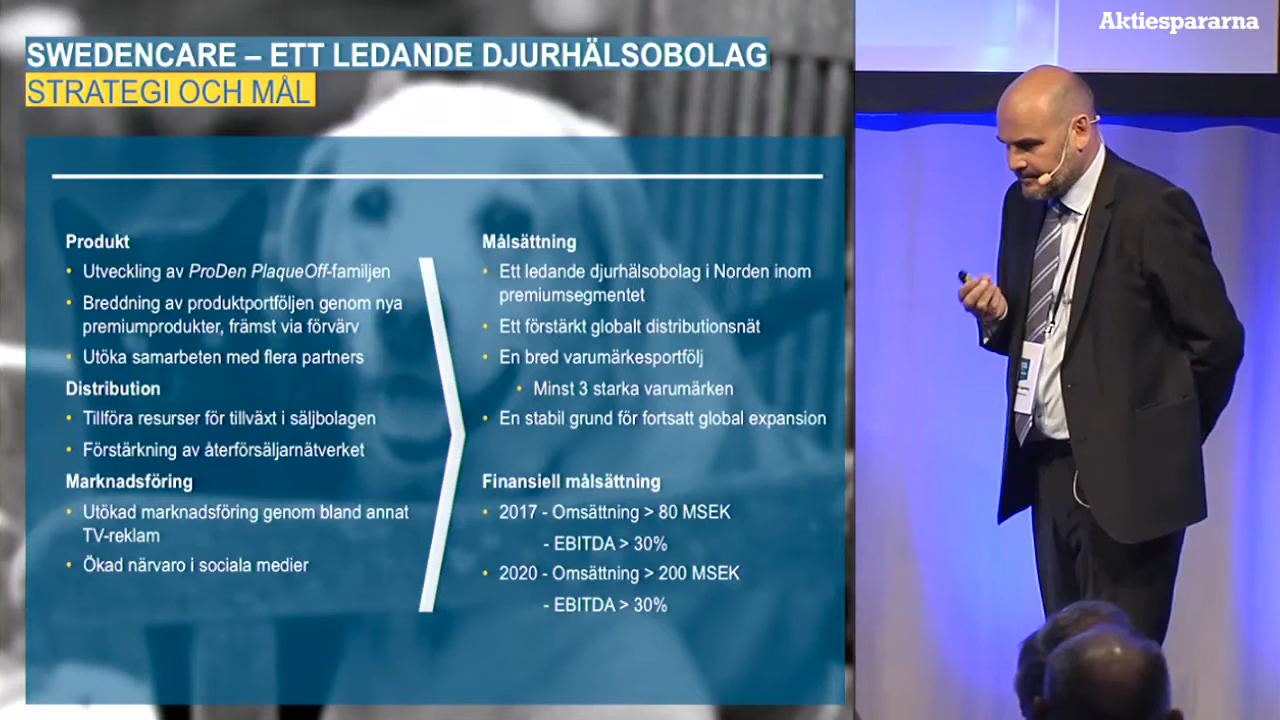 SWEDENCARE – ETT LEDANDE DJURHÄLSOBOLAG
STRATEGI OCH MÅL
Produkt
• Utveckling av ProDen PlaqueOff-familjen
• Breddning av produktportföljen genom nya
premiumprodukter, främst via förvärv
• Utöka samarbeten med flera partners
Distribution
• Tillföra resurser för tillväxt i säljbolagen
• Förstärkning av återförsäljarnätverket
Marknadsföring
• Utökad marknadsföring genom bland annat
TV-reklam
• Ökad närvaro i sociala medier
Målsättning
• Ett ledande djurhälsobolag i Norden inom
premiumsegmentet
• Ett förstärkt globalt distributionsnät
• En bred varumärkesportfölj
• Minst 3 starka varumärken
• En stabil grund för fortsatt global expansion
Finansiell målsättning
• 2017 - Omsättning > 80 MSEK
- EBITDA > 30%
• 2020 - Omsättning > 200 MSEK
- EBITDA > 30%
Aktiespararna